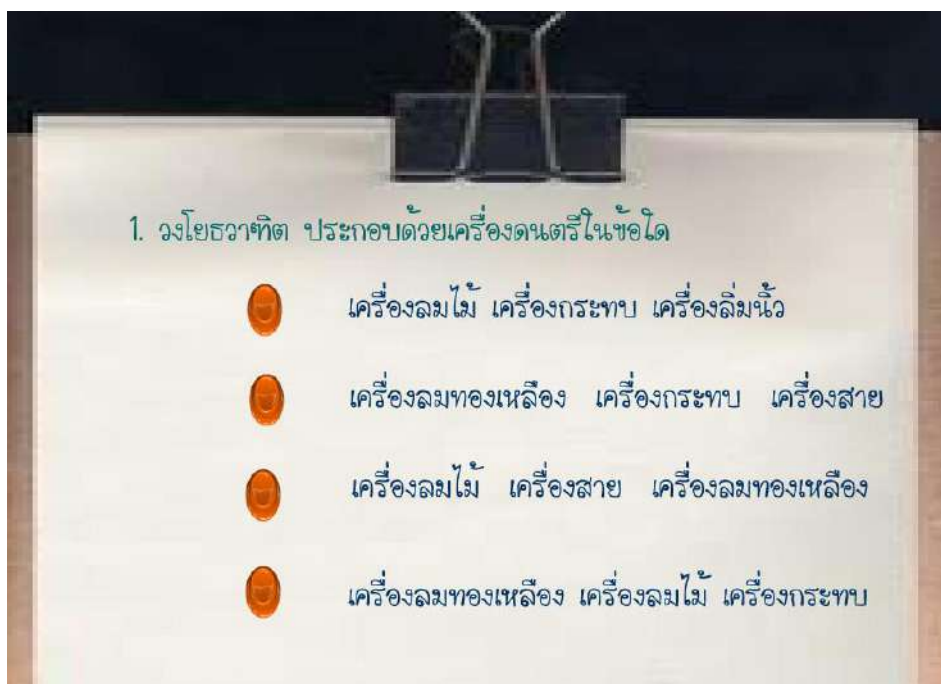 1. วงโยธวาทิต ประกอบด้วยเครื่องดนตรีในข้อใด
เครื่องลมไม้ เครื่องกระทบ เครื่องลิ่มนิ้ว
เครื่องลมทองเหลือง เครื่องกระทบ เครื่องสาย
เครื่องลมไม้ เครื่องสาย เครื่องลมทองเหลือง
เครื่องลมทองเหลือง เครื่องลมไม้ เครื่องกระทบ